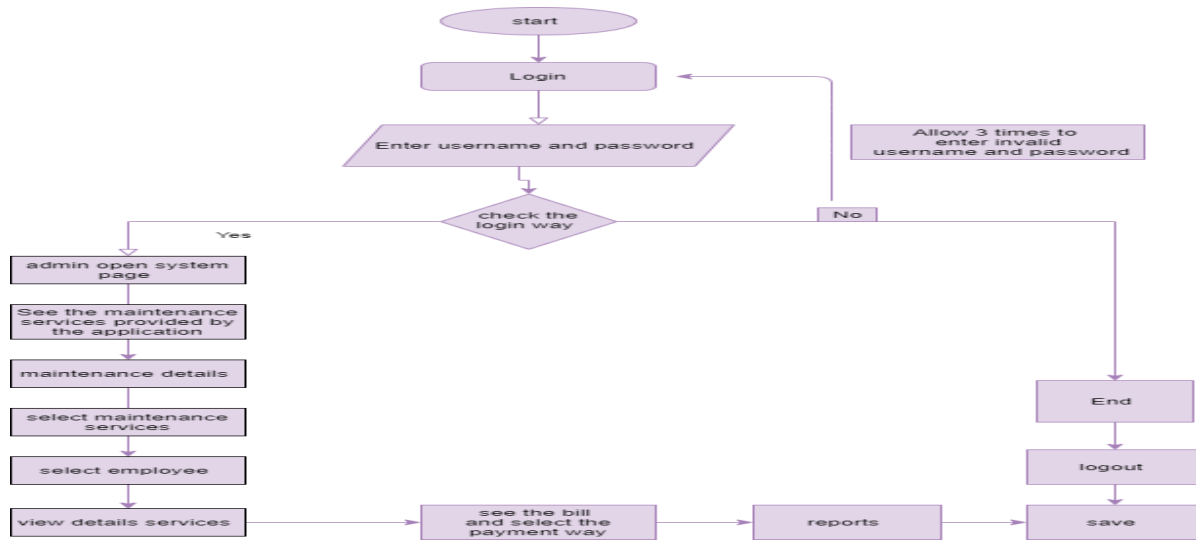 start
Login
Enter username and password
Allow 3 times to
enter invalid
username and password
check the
login way
No
Yes
admin open system
page
See the maintenance
services provided by
the application
maintenance details
select maintenance
services
select employee
view details services
see the bill
and select the
payment way
reports
End
logout
save